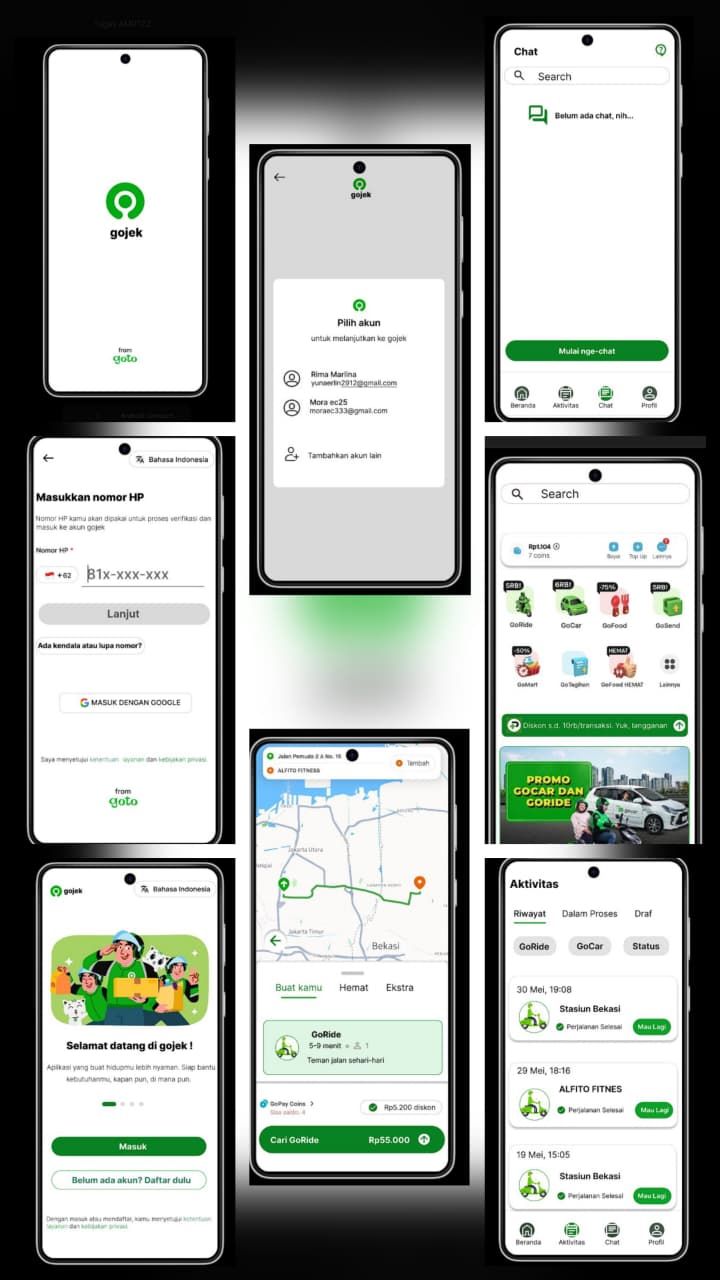 Tugas AMIT22
gojek
from
goto
gojek
Pilih akun
untuk melanjutkan ke gojek
Rima Marlina
yunaerlin2912@gmail.com
Mora ec25
moraec333@gmail.com
Tambahkan akun lain
Chat
Search
Belum ada chat, nih...
Mulai nge-chat
Beranda
Aktivitas
Chat
Profil
Bahasa Indonesia
Masukkan nomor HP
Nomor HP kamu akan dipakai untuk proses verifikasi dan
masuk ke akun gojek
Nomor HP *
+62
81x-xxx-xxx
Lanjut
Ada kendala atau lupa nomor?
MASUK DENGAN GOOGLE
Saya menyetujui ketentuan layanan dan kebijakan privasi.
from
goto
Search
Rp1.104
7 coins
Bayar
Top Up
Lainnya
5RB!
6RB!
-75%
5RB!
GoRide
GoCar
GoFood
GoSend
-50%
HEMAT
GoMart
GoTagihan
GoFood HEMAT
Lainnya
Diskon s.d. 10rb/transaksi. Yuk, langganan
PROMO
GOCAR DAN
GORIDE
gojek
Bahasa Indonesia
Selamat datang di gojek !
Aplikasi yang buat hidupmu lebih nyaman. Siap bantu
kebutuhanmu, kapan pun, di mana pun.
Masuk
Belum ada akun? Daftar dulu
Dengan masuk atau mendaftar, kamu menyetujui ketentuan
layanan dan kebijakan privasi.
Jalan Pemuda 2 A No. 15
ALFITO FITNESS
Tambah
Jakarta Utara
Jakarta Timur
Bekasi
Buat kamu
Hemat
Ekstra
GoRide
5-9 menit
1
Teman jalan sehari-hari
GoPay Coins
Sisa saldo: 4
Rp5.200 diskon
Cari GoRide
Rp55.000
Aktivitas
Riwayat
Dalam Proses
Draf
GoRide
GoCar
Status
30 Mei, 19:08
Stasiun Bekasi
Perjalanan Selesai
Mau Lagi
29 Mei, 18:16
ALFITO FITNES
Perjalanan Selesai
Mau Lagi
19 Mei, 15:05
Stasiun Bekasi
Perjalanan Selesai
Mau Lagi
Beranda
Aktivitas
Chat
Profil